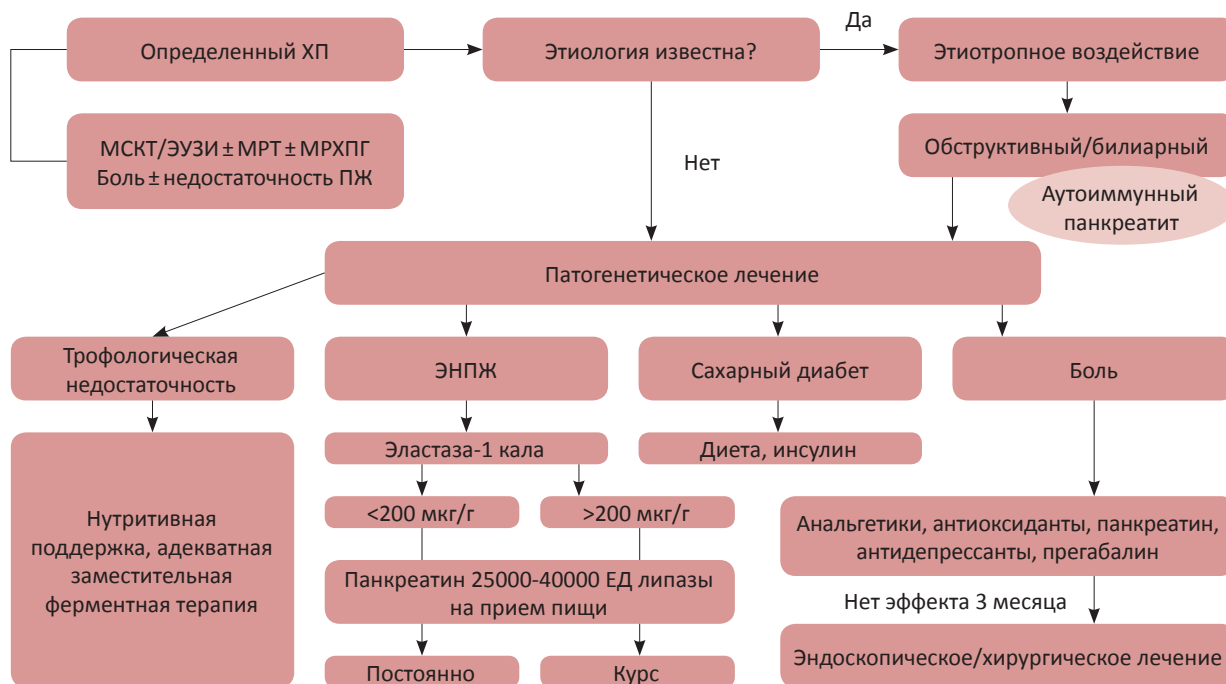 Определенный ХП
Этиология известна?
Да
Этиотропное воздействие
МСКТ/ЭУЗИ ± МРТ ± МРХПГ
Боль ± недостаточность ПЖ
Нет
Обструктивный/билиарный
Аутоиммунный
панкреатит
Патогенетическое лечение
Трофологическая
недостаточность
ЭНПЖ
Сахарный диабет
Боль
Нутритивная
поддержка, адекватная
заместительная
ферментная терапия
Эластаза-1 кала
Диета, инсулин
<200 мкг/г
>200 мкг/г
Панкреатин 25000-40000 ЕД липазы
на прием пищи
Постоянно
Курс
Анальгетики, антиоксиданты, панкреатин,
антидепрессанты, прегабалин
Нет эффекта 3 месяца
Эндоскопическое/хирургическое лечение